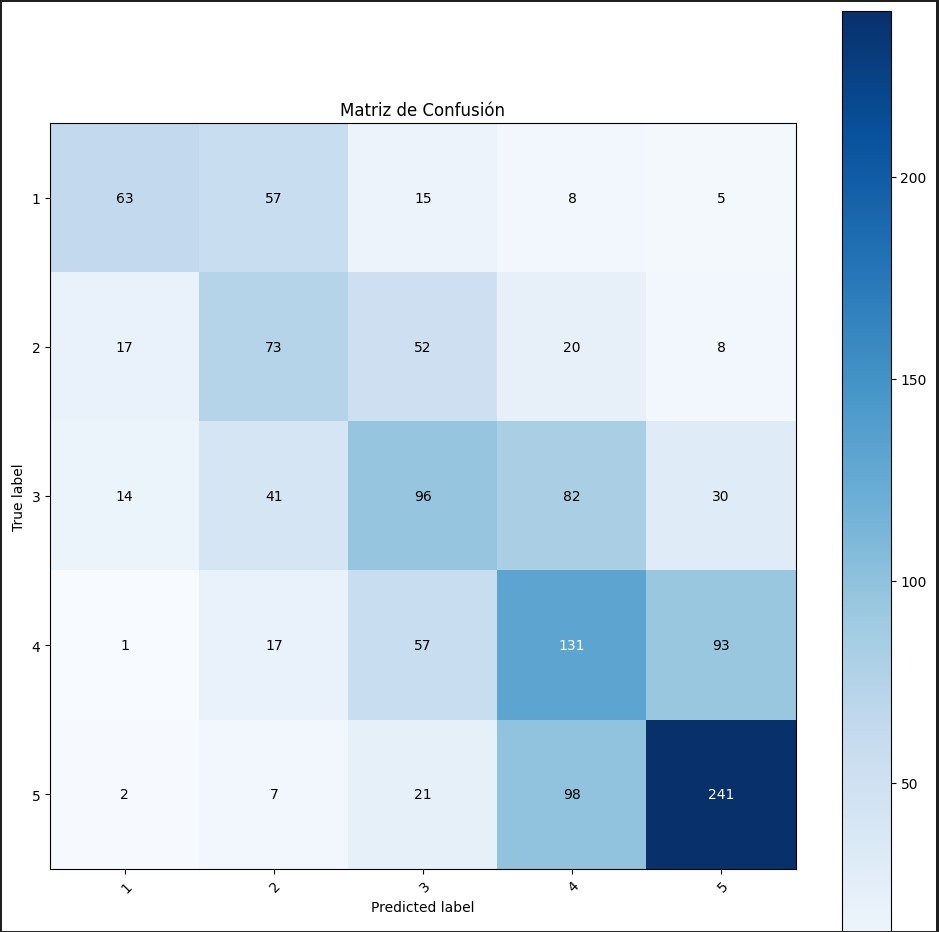 Matriz de Confusión
1 63 57 15 8 5
2 17 73 52 20 8
3 14 41 96 82 30
4 1 17 57 131 93
5 2 7 21 98 241
1 2 3 4 5
True label
Predicted label
200
150
100
50